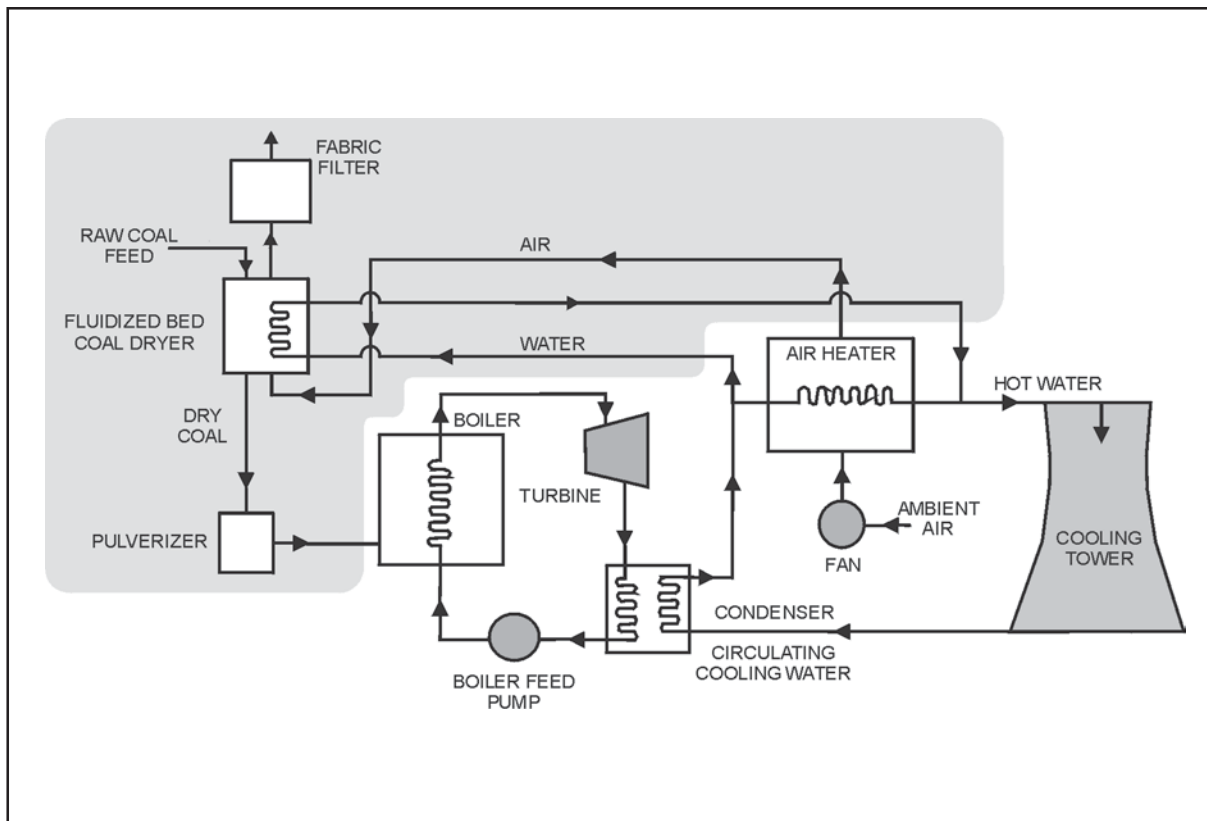 FABRIC
FILTER
RAW COAL
FEED
AIR
FLUIDIZED BED
COAL DRYER
WATER
AIR HEATER
HOT WATER
DRY
COAL
BOILER
TURBINE
AMBIENT
AIR
PULVERIZER
FAN
COOLING
TOWER
CONDENSER
CIRCULATING
COOLING WATER
BOILER FEED
PUMP